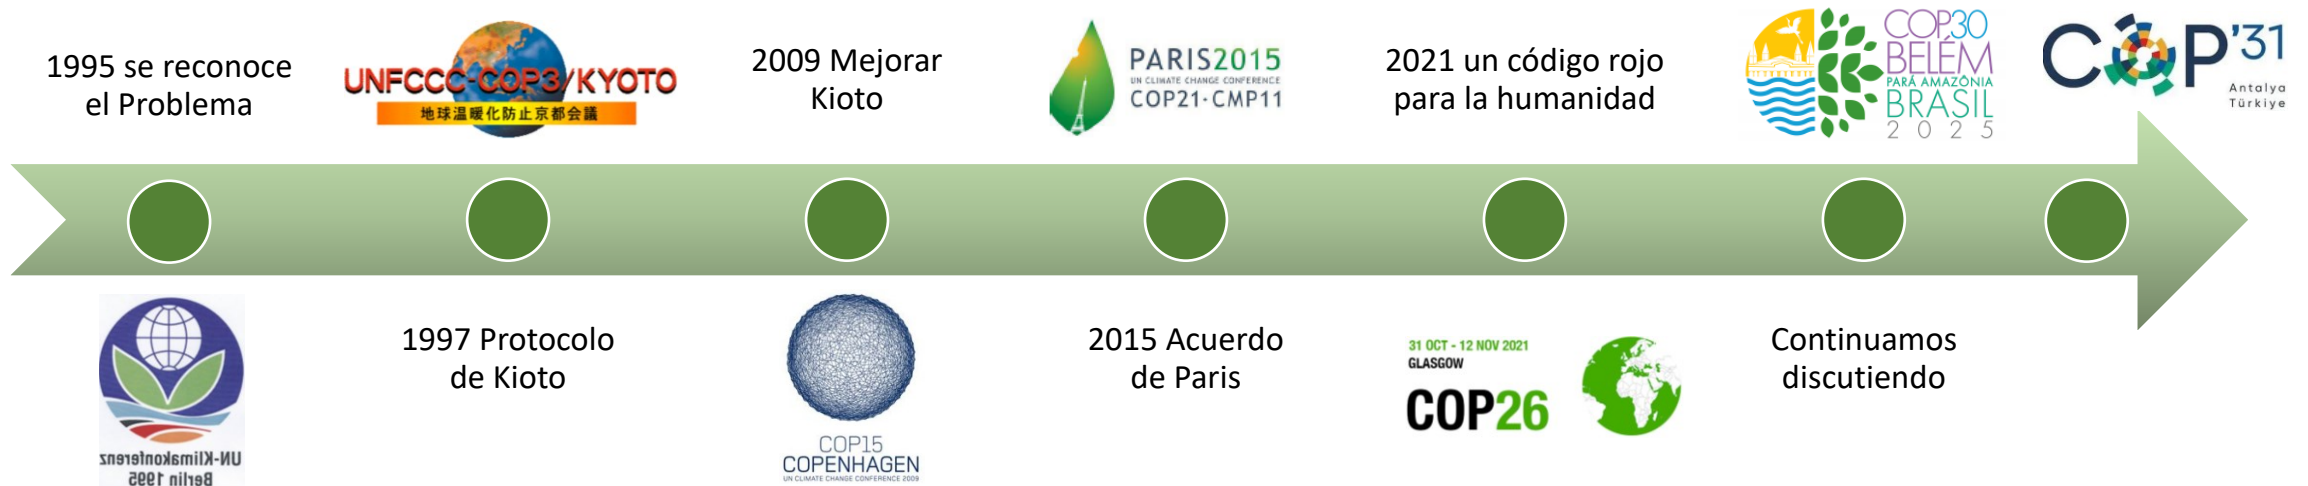 1995 se reconoce
el Problema
UN-Klimakonferenz
Berlin 1995
UNFCCC-COP3/KYOTO
地球温暖化防止京都会議
1997 Protocolo
de Kioto
2009 Mejorar
Kioto
COP15
COPENHAGEN
UN CLIMATE CHANGE CONFERENCE 2009
PARIS2015
UN CLIMATE CHANGE CONFERENCE
COP21·CMP11
2015 Acuerdo
de Paris
2021 un código rojo
para la humanidad
31 OCT - 12 NOV 2021
GLASGOW
COP26
COP30
BELÉM
PARÁ AMAZÔNIA
BRASIL
2025
Continuamos
discutiendo
COP'31
Antalya
Türkiye